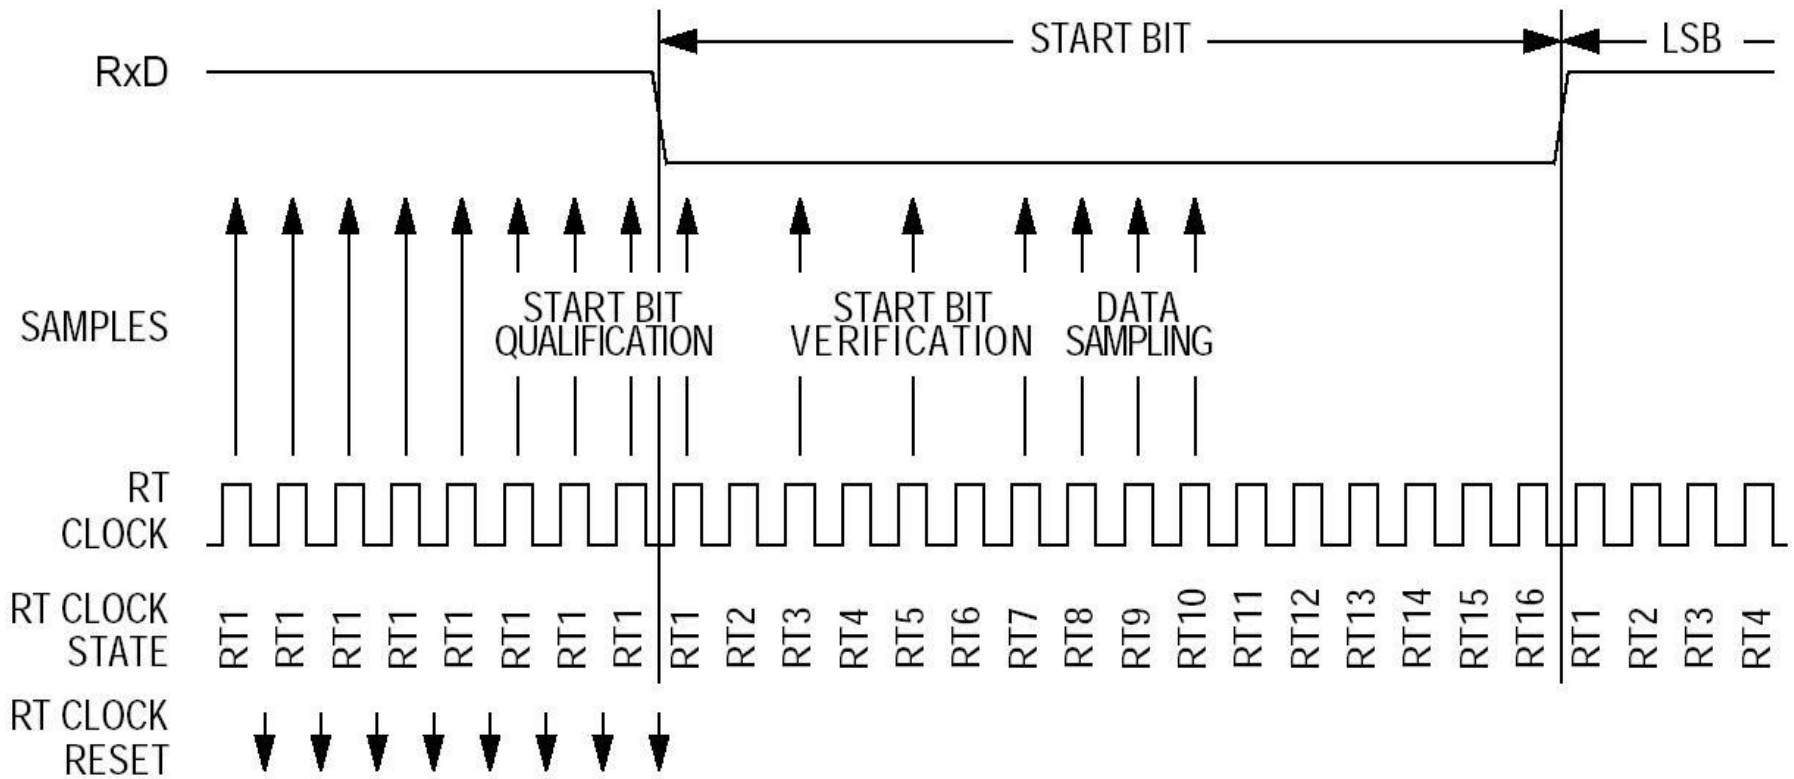 START BIT
LSB
RxD
SAMPLES
START BIT
QUALIFICATION
START BIT
VERIFICATION
DATA
SAMPLING
RT
CLOCK
RT CLOCK
STATE
RT1 RT1 RT1 RT1 RT1 RT1 RT1 RT1 RT1 RT2 RT3 RT4 RT5 RT6 RT7 RT8 RT9 RT10 RT11 RT12 RT13 RT14 RT15 RT16 RT1 RT2 RT3 RT4
RT CLOCK
RESET